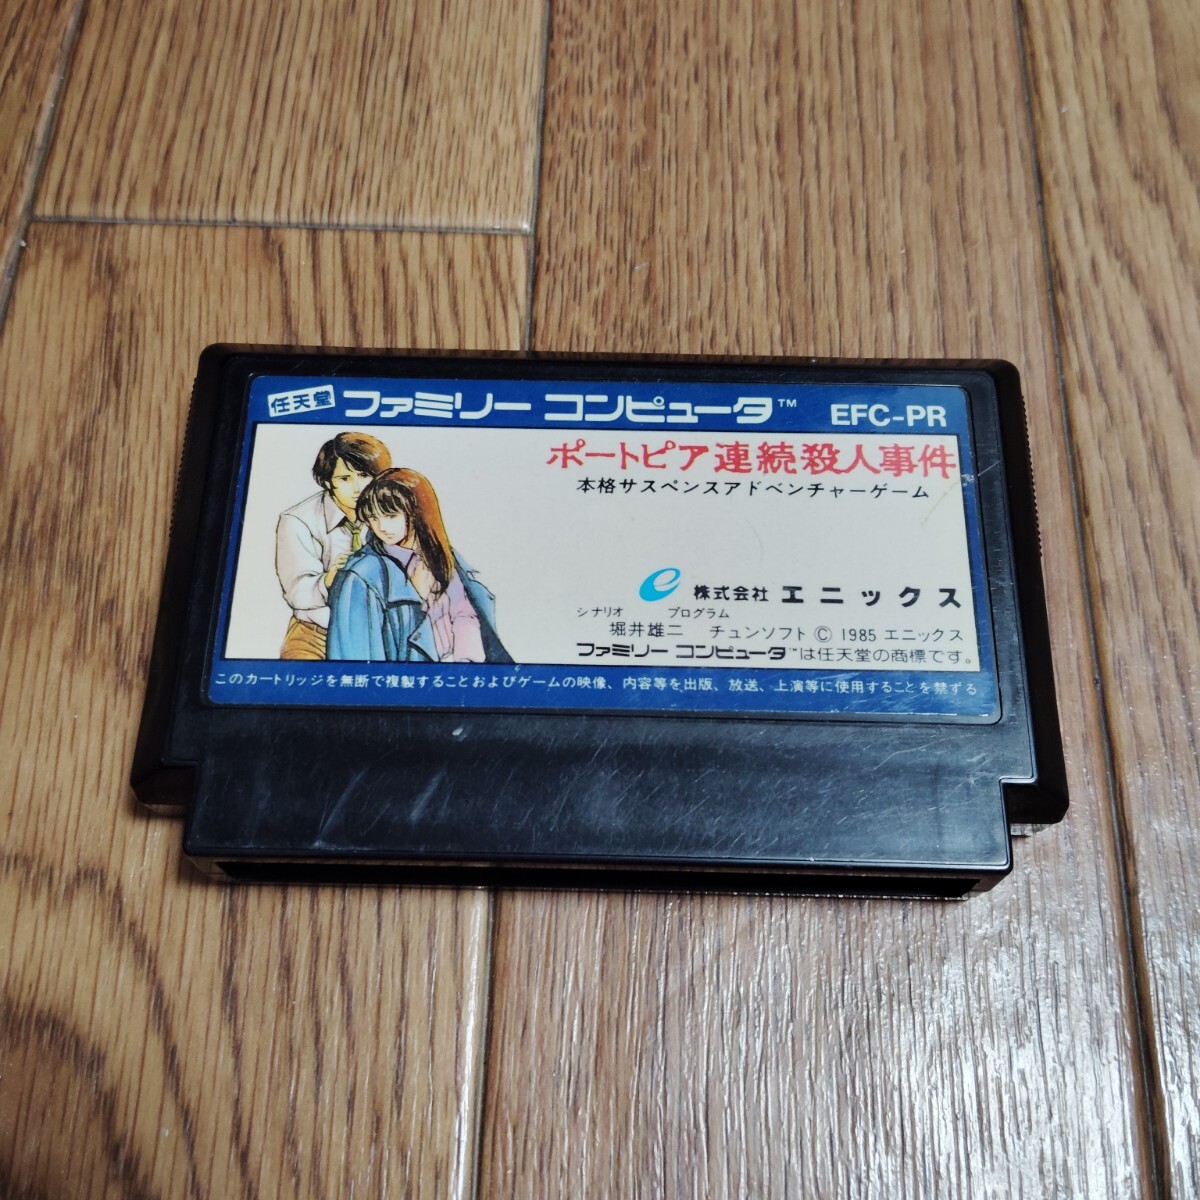 任天堂 ファミリー コンピュータ™ EFC-PR
ポートピア連続殺人事件
本格サスペンスアドベンチャーゲーム
e 株式会社 エニックス
シナリオ プログラム
堀井雄二 チュンソフト © 1985 エニックス
ファミリー コンピュータ™は任天堂の商標です。
このカートリッジを無断で複製することおよびゲームの映像、内容等を出版、放送、上演等に使用することを禁ずる